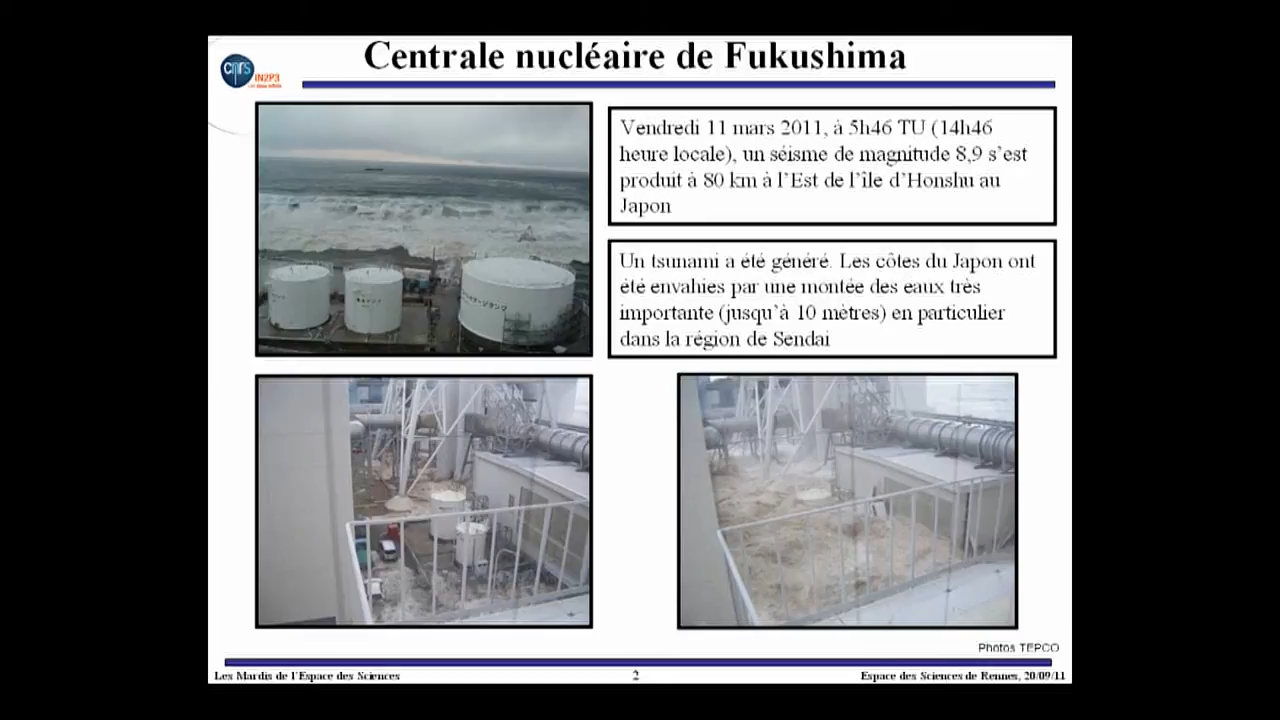 Centrale nucléaire de Fukushima
cnrs
IN2P3
Vendredi 11 mars 2011, à 5h46 TU (14h46
heure locale), un séisme de magnitude 8,9 s'est
produit à 80 km à l'Est de l'île d'Honshu au
Japon
Un tsunami a été généré. Les côtes du Japon ont
été envahies par une montée des eaux très
importante (jusqu'à 10 mètres) en particulier
dans la région de Sendai
Photos TEPCO
Les Mardis de l'Espace des Sciences
2
Espace des Sciences de Rennes, 20/09/11